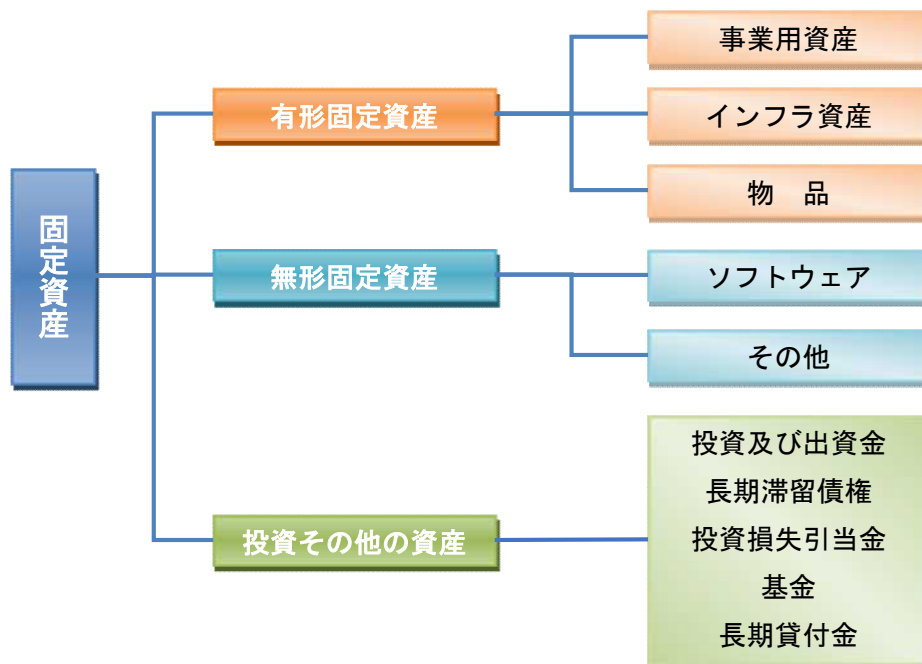 固定資産
有形固定資産
事業用資産
インフラ資産
物　品
無形固定資産
ソフトウェア
その他
投資その他の資産
投資及び出資金
長期滞留債権
投資損失引当金
基金
長期貸付金